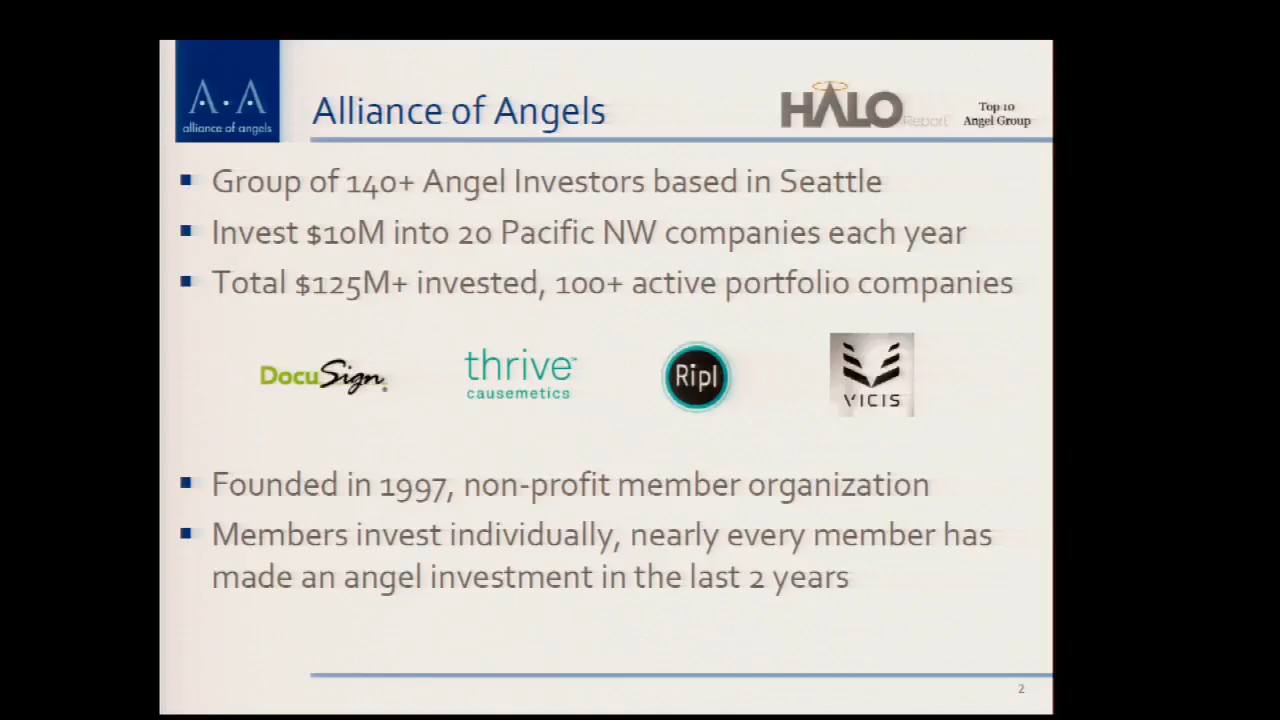 A·A
alliance of angels
Alliance of Angels
HALO Report
Top 10
Angel Group
Group of 140+ Angel Investors based in Seattle
Invest $10M into 20 Pacific NW companies each year
Total $125M+ invested, 100+ active portfolio companies
DocuSign
thrive™
causemetics
Ripl
VICIS
Founded in 1997, non-profit member organization
Members invest individually, nearly every member has
made an angel investment in the last 2 years
2